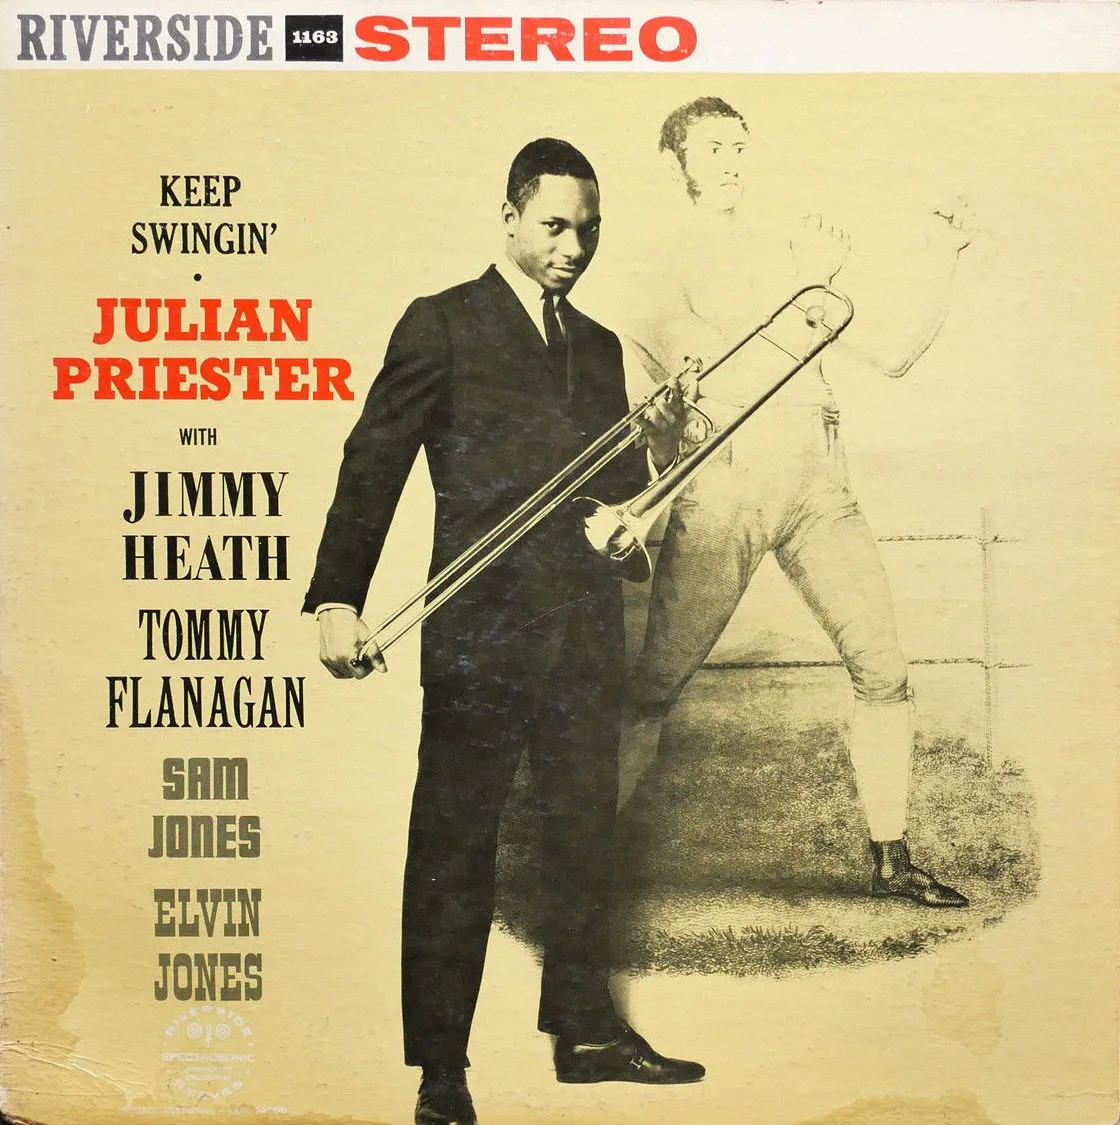 RIVERSIDE 1163 STEREO
KEEP
SWINGIN’
•
JULIAN
PRIESTER
WITH
JIMMY
HEATH
TOMMY
FLANAGAN
SAM
JONES
ELVIN
JONES
RIVERSIDE
SPECTROSONIC